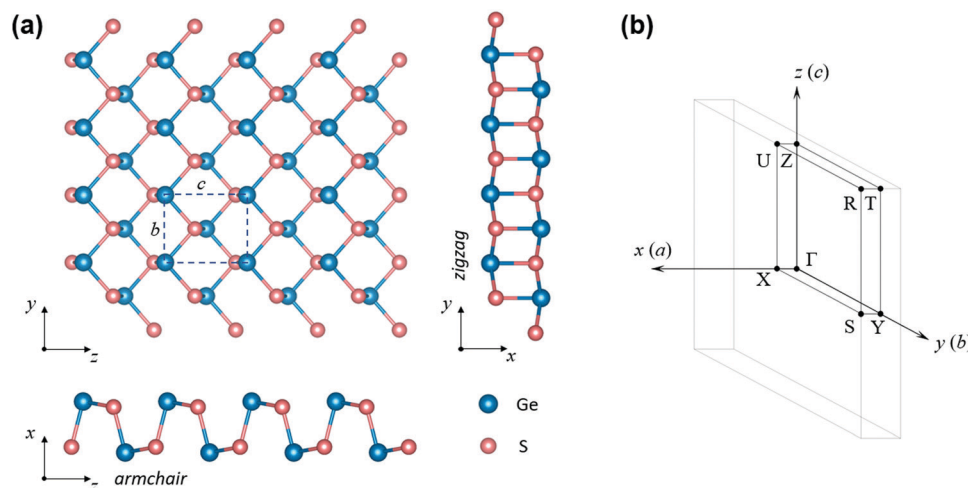 (a)
c
b
y
z
zigzag
y
x
x
z
armchair
Ge
S
(b)
z (c)
U Z
R T
x (a)
Γ
X
S Y
y (b)